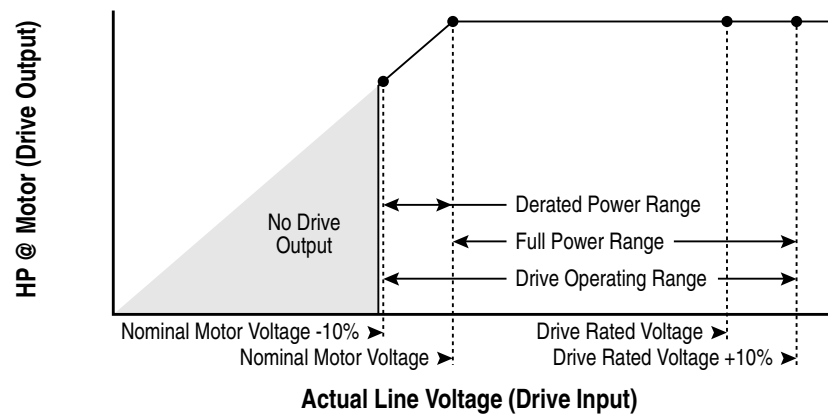 HP @ Motor (Drive Output)
No Drive
Output
Derated Power Range
Full Power Range
Drive Operating Range
Nominal Motor Voltage -10%
Drive Rated Voltage
Nominal Motor Voltage
Drive Rated Voltage +10%
Actual Line Voltage (Drive Input)